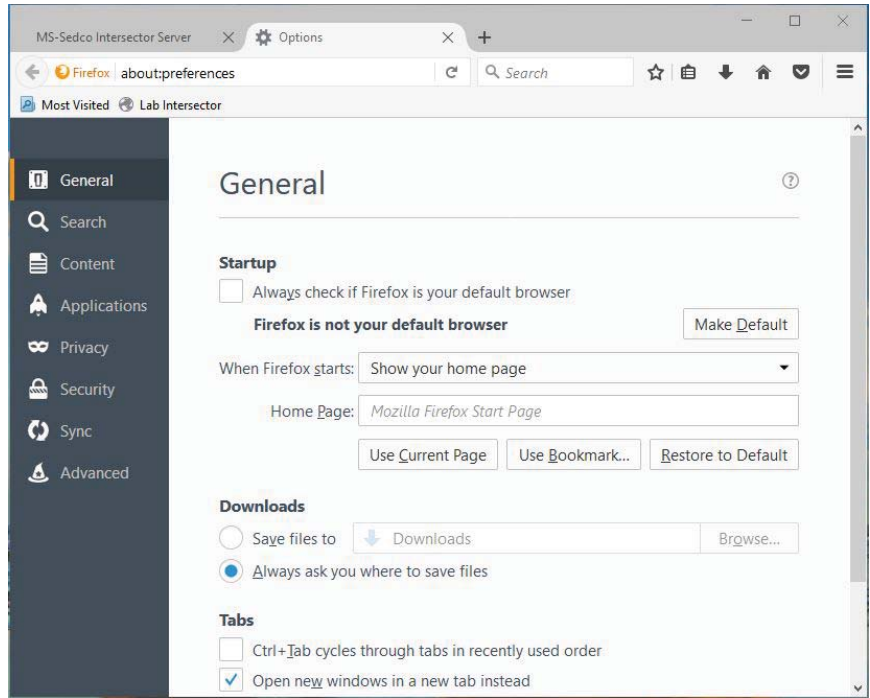 MS-Sedco Intersector Server
Options
Firefox about:preferences
Search
Most Visited Lab Intersector
General
Search
Content
Applications
Privacy
Security
Sync
Advanced
General
Startup
Always check if Firefox is your default browser
Firefox is not your default browser
Make Default
When Firefox starts: Show your home page
Home Page: Mozilla Firefox Start Page
Use Current Page Use Bookmark... Restore to Default
Downloads
Save files to Downloads Browse...
Always ask you where to save files
Tabs
Ctrl+Tab cycles through tabs in recently used order
Open new windows in a new tab instead